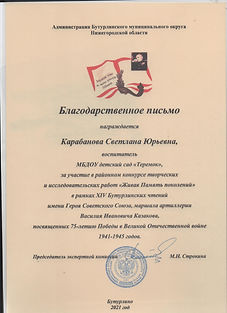 Администрация Бутурлинского муниципального округа
Нижегородской области
Благодарственное письмо
награждается
Карабанова Светлана Юрьевна,
воспитатель
МБДОУ детский сад «Теремок»,
за участие в районном конкурсе творческих
и исследовательских работ «Живая Память поколений»
в рамках XIV Бутурлинских чтений
имени Героя Советского Союза, маршала артиллерии
Василия Ивановича Казакова,
посвященных 75-летию Победы в Великой Отечественной войне
1941-1945 годов.
Председатель экспертной комиссии М.Н. Стронина
Бутурлино
2021 год